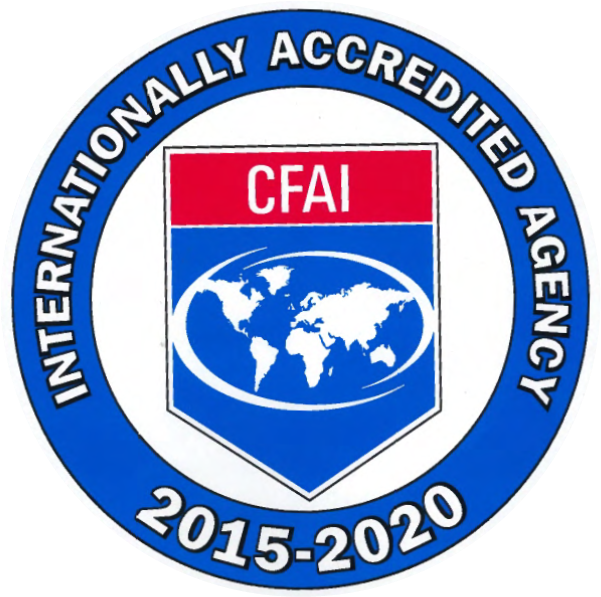 INTERNATIONALLY ACCREDITED AGENCY
CFAI
2015-2020